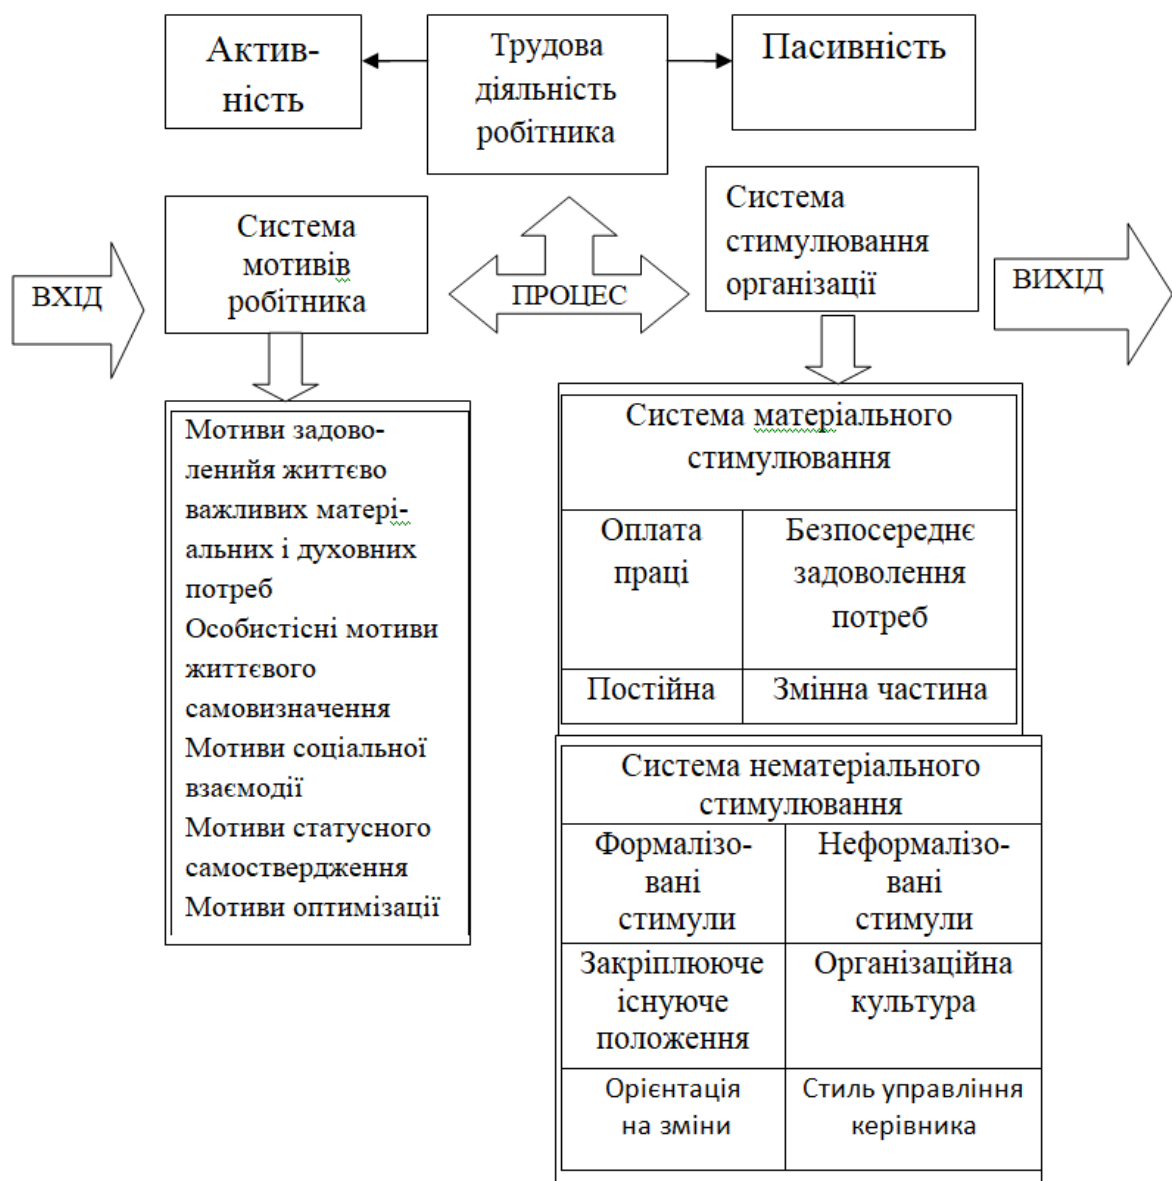 Актив-
ність
Трудова
діяльність
робітника
Пасивність
ВХІД
Система
мотивів
робітника
ПРОЦЕС
Система
стимулювання
організації
ВИХІД
Мотиви задово-
ленийя життєво
важливих матері-
альних і духовних
потреб
Особистісні мотиви
життєвого
самовизначення
Мотиви соціальної
взаємодії
Мотиви статусного
самоствердження
Мотиви оптимізації
Система матеріального
стимулювання
Оплата
праці
Безпосереднє
задоволення
потреб
Постійна
Змінна частина
Система нематеріального
стимулювання
Формалізо-
вані
стимули
Неформалізо-
вані
стимули
Закріплююче
існуюче
положення
Організаційна
культура
Орієнтація
на зміни
Стиль управління
керівника